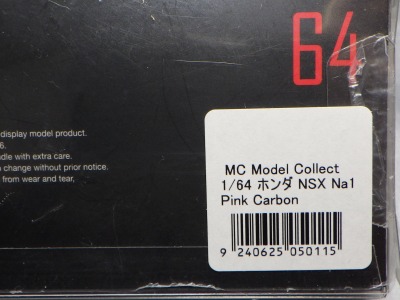 64
display model product.
6.
dle with extra care.
change without prior notice.
from wear and tear,
MC Model Collect
1/64 ホンダ NSX Na1
Pink Carbon
9 240625 050115